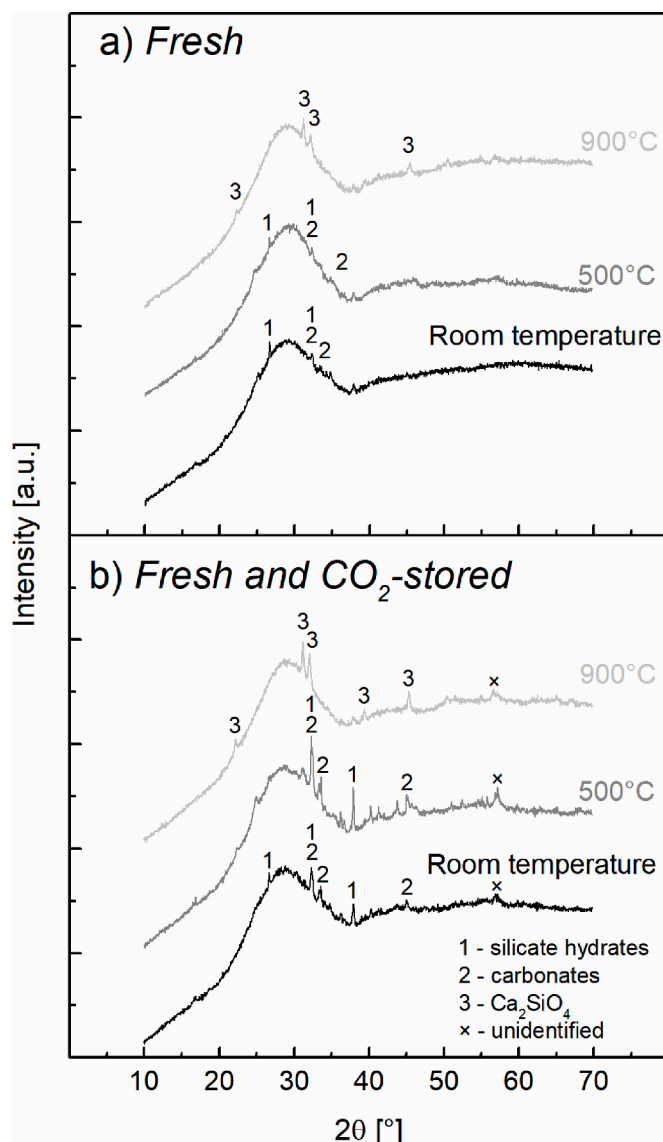 a) Fresh
3
3
900°C
3
3
1
1
2
500°C
2
1
Room temperature
1
2
2
Intensity [a.u.]
b) Fresh and CO₂-stored
3
3
900°C
×
3
3
3
1
2
500°C
2
1
2
×
1
Room temperature
1
2
2
1
2
×
1 - silicate hydrates
2 - carbonates
3 - Ca₂SiO₄
× - unidentified
10 20 30 40 50 60 70 80
2θ [°]